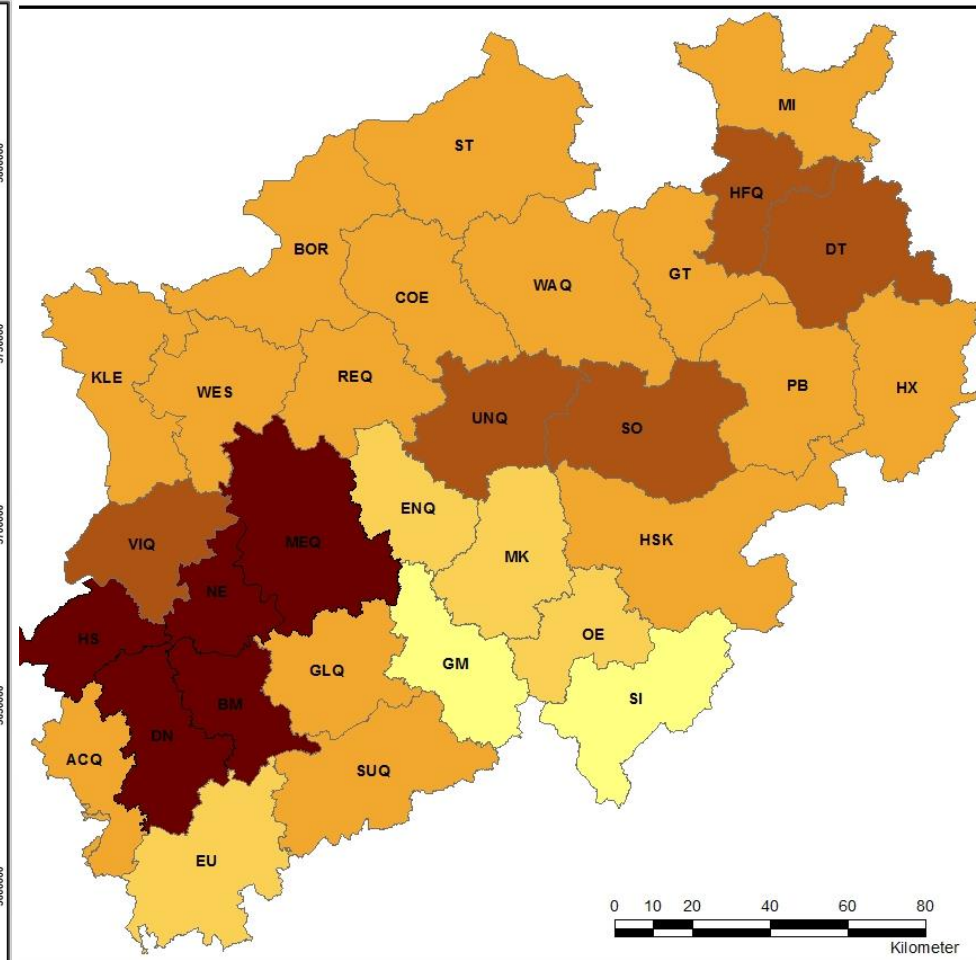 MI
ST
HFQ
BOR
DT
GT
WAQ
COE
KLE
REQ
PB
HX
WES
UNQ
SO
ENQ
HSK
VIQ
MEQ
MK
NE
OE
HS
GM
GLQ
SI
BM
DN
ACQ
SUQ
EU
0 10 20 40 60 80
Kilometer